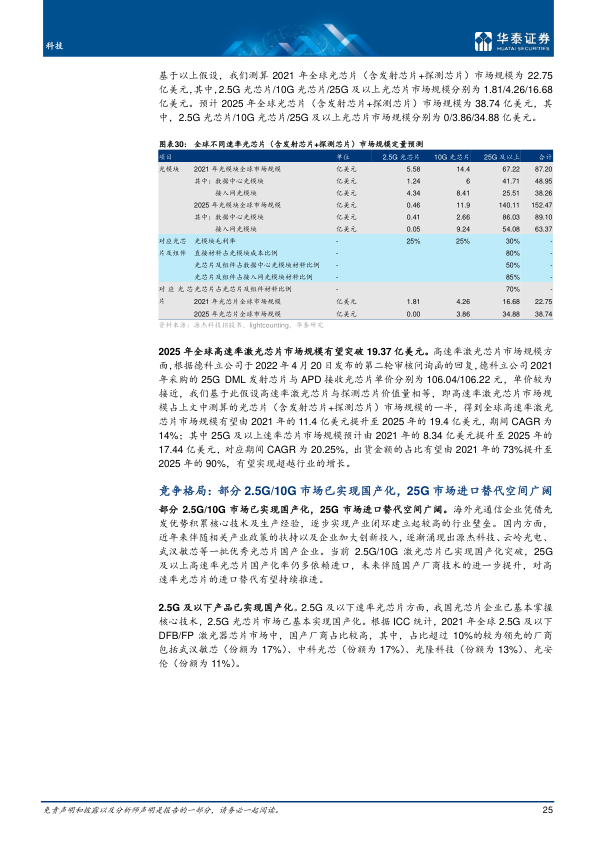 科技
华泰证券
HUATAI SECURITIES
基于以上假设，我们测算 2021 年全球光芯片（含发射芯片+探测芯片）市场规模为 22.75
亿美元，其中，2.5G 光芯片/10G 光芯片/25G 及以上光芯片市场规模分别为 1.81/4.26/16.68
亿美元。预计 2025 年全球光芯片（含发射芯片+探测芯片）市场规模为 38.74 亿美元，其
中，2.5G 光芯片/10G 光芯片/25G 及以上光芯片市场规模分别为 0/3.86/34.88 亿美元。
图表30： 全球不同速率光芯片（含发射芯片+探测芯片）市场规模定量预测
项目 单位 2.5G 光芯片 10G 光芯片 25G 及以上 合计
光模块 2021 年光模块全球市场规模 亿美元 5.58 14.4 67.22 87.20
其中：数据中心光模块 亿美元 1.24 6 41.71 48.95
接入网光模块 亿美元 4.34 8.41 25.51 38.26
2025 年光模块全球市场规模 亿美元 0.46 11.9 140.11 152.47
其中：数据中心光模块 亿美元 0.41 2.66 86.03 89.10
接入网光模块 亿美元 0.05 9.24 54.08 63.37
对应光芯 光模块毛利率 - 25% 25% 30% -
片及组件 直接材料占光模块成本比例 - 80% -
光芯片及组件占数据中心光模块材料比例 - 50% -
光芯片及组件占接入网光模块材料比例 - 85% -
对应光芯 光芯片占光芯片及组件材料比例 - 70% -
片 2021 年光芯片全球市场规模 亿美元 1.81 4.26 16.68 22.75
2025 年光芯片全球市场规模 亿美元 0.00 3.86 34.88 38.74
资料来源：源杰科技招股书、lightcounting、华泰研究
2025 年全球高速率激光芯片市场规模有望突破 19.37 亿美元。高速率激光芯片市场规模方
面，根据德科立公司于 2022 年 4 月 20 日发布的第二轮审核问询函的回复，德科立公司 2021
年采购的 25G DML 发射芯片与 APD 接收光芯片单价分别为 106.04/106.22 元，单价较为
接近，我们基于此假设高速率激光芯片与探测芯片价值量相等，即高速率激光芯片市场规
模占上文中测算的光芯片（含发射芯片+探测芯片）市场规模的一半，得到全球高速率激光
芯片市场规模有望由 2021 年的 11.4 亿美元提升至 2025 年的 19.4 亿美元，期间 CAGR 为
14%；其中 25G 及以上速率芯片市场规模预计由 2021 年的 8.34 亿美元提升至 2025 年的
17.44 亿美元，对应期间 CAGR 为 20.25%，出货金额的占比有望由 2021 年的 73%提升至
2025 年的 90%，有望实现超越行业的增长。
竞争格局：部分 2.5G/10G 市场已实现国产化，25G 市场进口替代空间广阔
部分 2.5G/10G 市场已实现国产化，25G 市场进口替代空间广阔。海外光通信企业凭借先
发优势积累核心技术及生产经验，逐步实现产业闭环建立起较高的行业壁垒。国内方面，
近年来伴随相关产业政策的扶持以及企业加大创新投入，逐渐涌现出源杰科技、云岭光电、
武汉敏芯等一批优秀光芯片国产企业。当前 2.5G/10G 激光芯片已实现国产化突破，25G
及以上高速率光芯片国产化率仍多依赖进口，未来伴随国产厂商技术的进一步提升，对高
速率光芯片的进口替代有望持续推进。
2.5G 及以下产品已实现国产化。2.5G 及以下速率光芯片方面，我国光芯片企业已基本掌握
核心技术，2.5G 光芯片市场已基本实现国产化。根据 ICC 统计，2021 年全球 2.5G 及以下
DFB/FP 激光器芯片市场中，国产厂商占比较高，其中，占比超过 10%的较为领先的厂商
包括武汉敏芯（份额为 17%）、中科光芯（份额为 17%）、光隆科技（份额为 13%）、光安
伦（份额为 11%）。
免责声明和披露以及分析师声明是报告的一部分，请务必一起阅读。
25